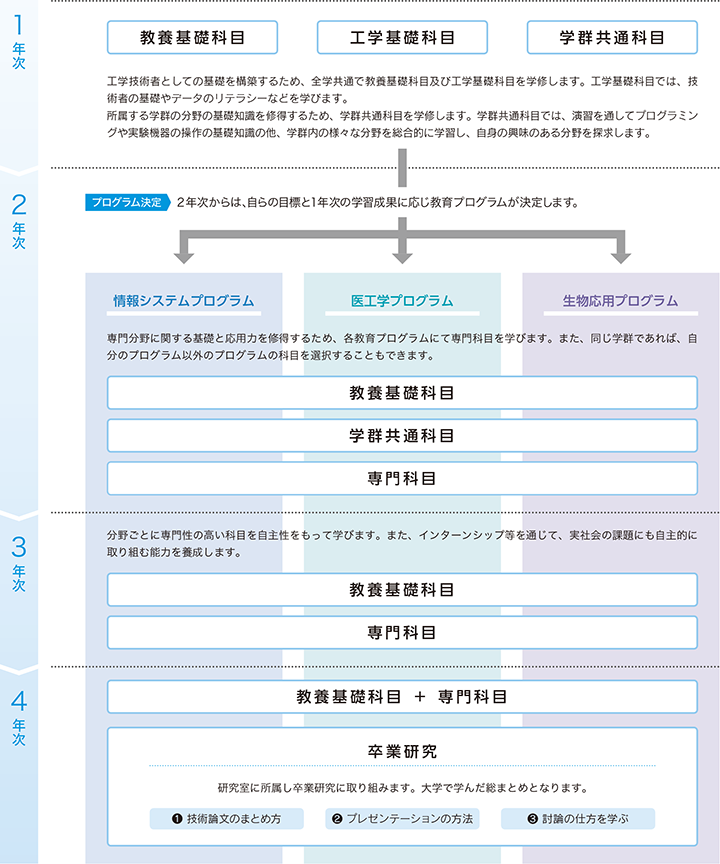 1年次
教養基礎科目
工学基礎科目
学群共通科目
工学技術者としての基礎を構築するため、全学共通で教養基礎科目及び工学基礎科目を学修します。工学基礎科目では、技
術者の基礎やデータのリテラシーなどを学びます。
所属する学群の分野の基礎知識を修得するため、学群共通科目を学修します。学群共通科目では、演習を通してプログラミン
グや実験機器の操作の基礎知識の他、学群内の様々な分野を総合的に学習し、自身の興味のある分野を探求します。
2年次
プログラム決定
2年次からは、自らの目標と1年次の学習成果に応じ教育プログラムが決定します。
情報システムプログラム
医工学プログラム
生物応用プログラム
専門分野に関する基礎と応用力を修得するため、各教育プログラムにて専門科目を学びます。また、同じ学群であれば、自
分のプログラム以外のプログラムの科目を選択することもできます。
教養基礎科目
学群共通科目
専門科目
3年次
分野ごとに専門性の高い科目を自主性をもって学びます。また、インターンシップ等を通じて、実社会の課題にも自主的に
取り組む能力を養成します。
教養基礎科目
専門科目
4年次
教養基礎科目 + 専門科目
卒業研究
研究室に所属し卒業研究に取り組みます。大学で学んだ総まとめとなります。
❶ 技術論文のまとめ方
❷ プレゼンテーションの方法
❸ 討論の仕方を学ぶ